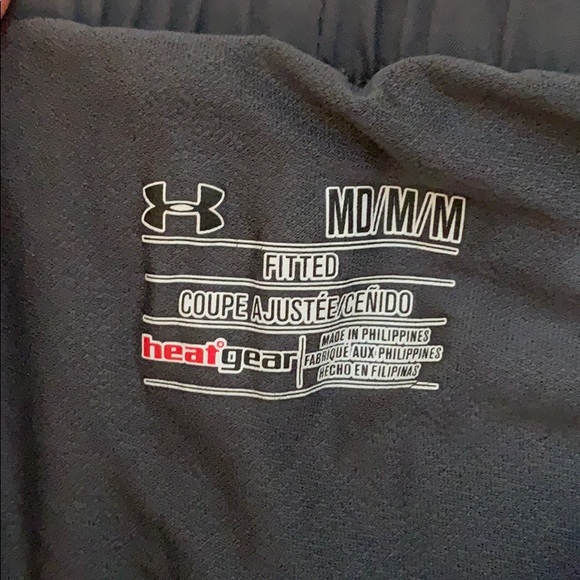 MD/M/M
FITTED
COUPE AJUSTÉE/CEÑIDO
heatgear
MADE IN PHILIPPINES
FABRIQUÉ AUX PHILIPPINES
HECHO EN FILIPINAS